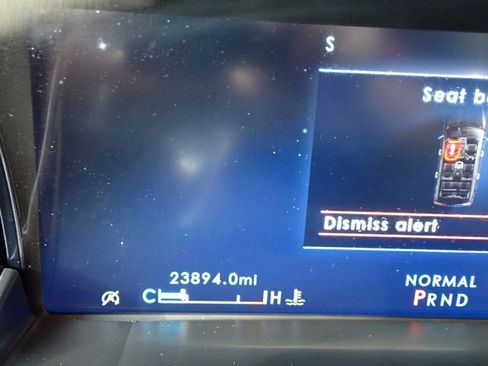 S
Seat b
Dismiss alert
23894.0mi
NORMAL
C H
PRND